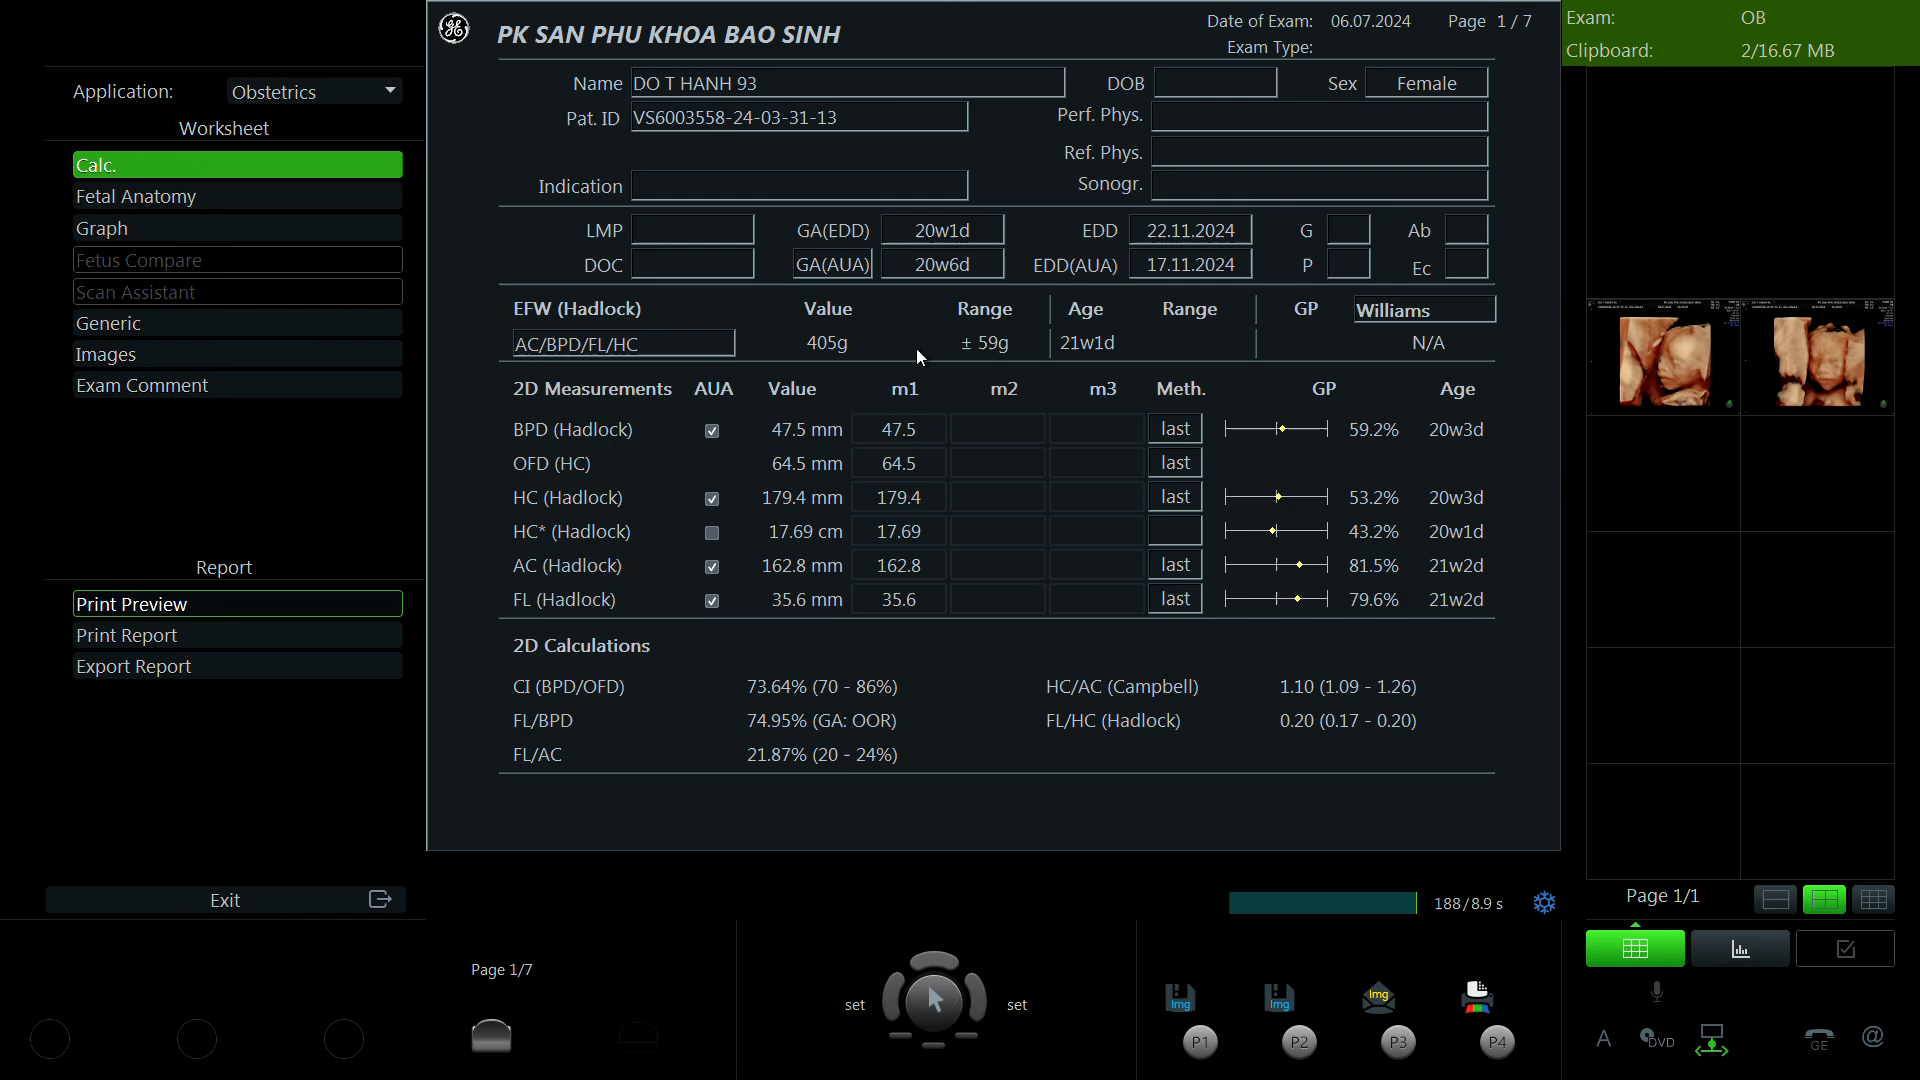 PK SAN PHU KHOA BAO SINH
Date of Exam: 06.07.2024 Page 1 / 7
Exam Type:
Exam: OB
Clipboard: 2/16.67 MB
Application: Obstetrics
Worksheet
Calc.
Fetal Anatomy
Graph
Fetus Compare
Scan Assistant
Generic
Images
Exam Comment
Report
Print Preview
Print Report
Export Report
Exit
Name DO T HANH 93 DOB Sex Female
Pat. ID VS6003558-24-03-31-13 Perf. Phys.
Ref. Phys.
Indication Sonogr.
LMP GA(EDD) 20w1d EDD 22.11.2024 G Ab
DOC GA(AUA) 20w6d EDD(AUA) 17.11.2024 P Ec
EFW (Hadlock) Value Range Age Range GP Williams
AC/BPD/FL/HC 405g ± 59g 21w1d N/A
2D Measurements AUA Value m1 m2 m3 Meth. GP Age
BPD (Hadlock) 47.5 mm 47.5 last 59.2% 20w3d
OFD (HC) 64.5 mm 64.5 last
HC (Hadlock) 179.4 mm 179.4 last 53.2% 20w3d
HC* (Hadlock) 17.69 cm 17.69 43.2% 20w1d
AC (Hadlock) 162.8 mm 162.8 last 81.5% 21w2d
FL (Hadlock) 35.6 mm 35.6 last 79.6% 21w2d
2D Calculations
CI (BPD/OFD) 73.64% (70 - 86%) HC/AC (Campbell) 1.10 (1.09 - 1.26)
FL/BPD 74.95% (GA: OOR) FL/HC (Hadlock) 0.20 (0.17 - 0.20)
FL/AC 21.87% (20 - 24%)
188/8.9 s
Page 1/1
Page 1/7
set set
Img Img Img
P1 P2 P3 P4
A DVD GE @